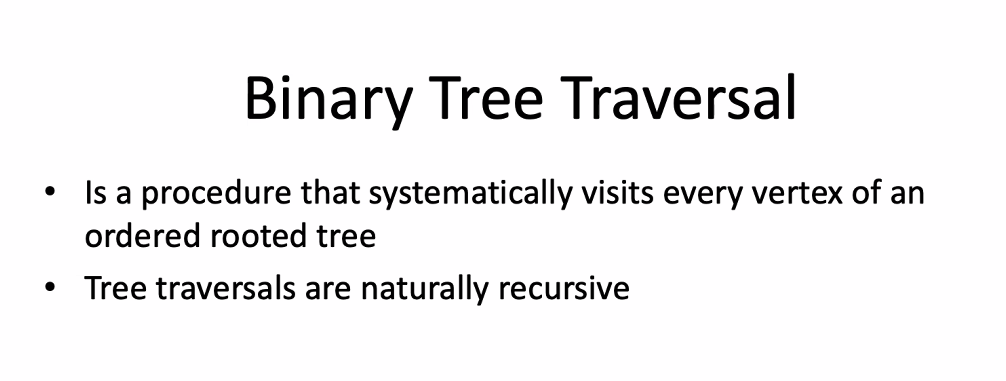 Binary Tree Traversal
• Is a procedure that systematically visits every vertex of an
ordered rooted tree
• Tree traversals are naturally recursive